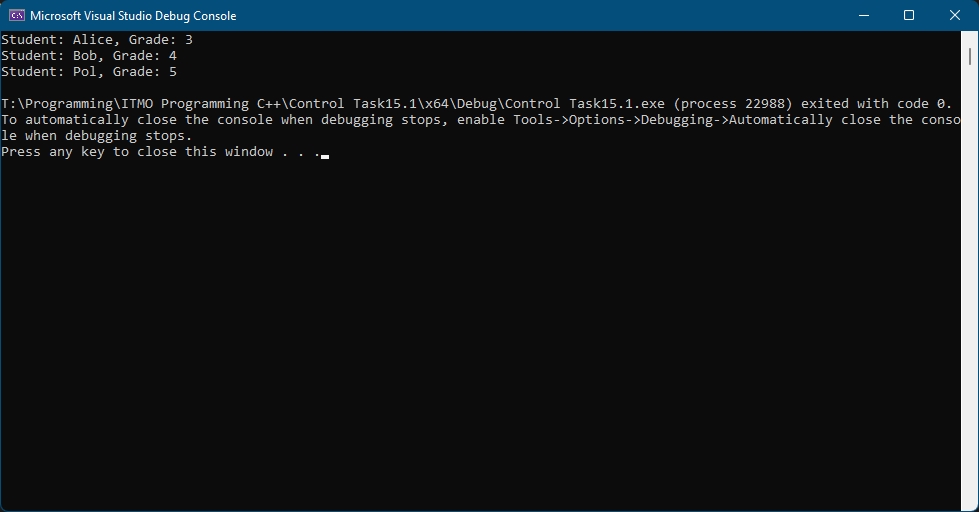 Microsoft Visual Studio Debug Console
Student: Alice, Grade: 3
Student: Bob, Grade: 4
Student: Pol, Grade: 5
T:\Programming\ITMO Programming C++\Control Task15.1\x64\Debug\Control Task15.1.exe (process 22988) exited with code 0.
To automatically close the console when debugging stops, enable Tools->Options->Debugging->Automatically close the conso
le when debugging stops.
Press any key to close this window . . .